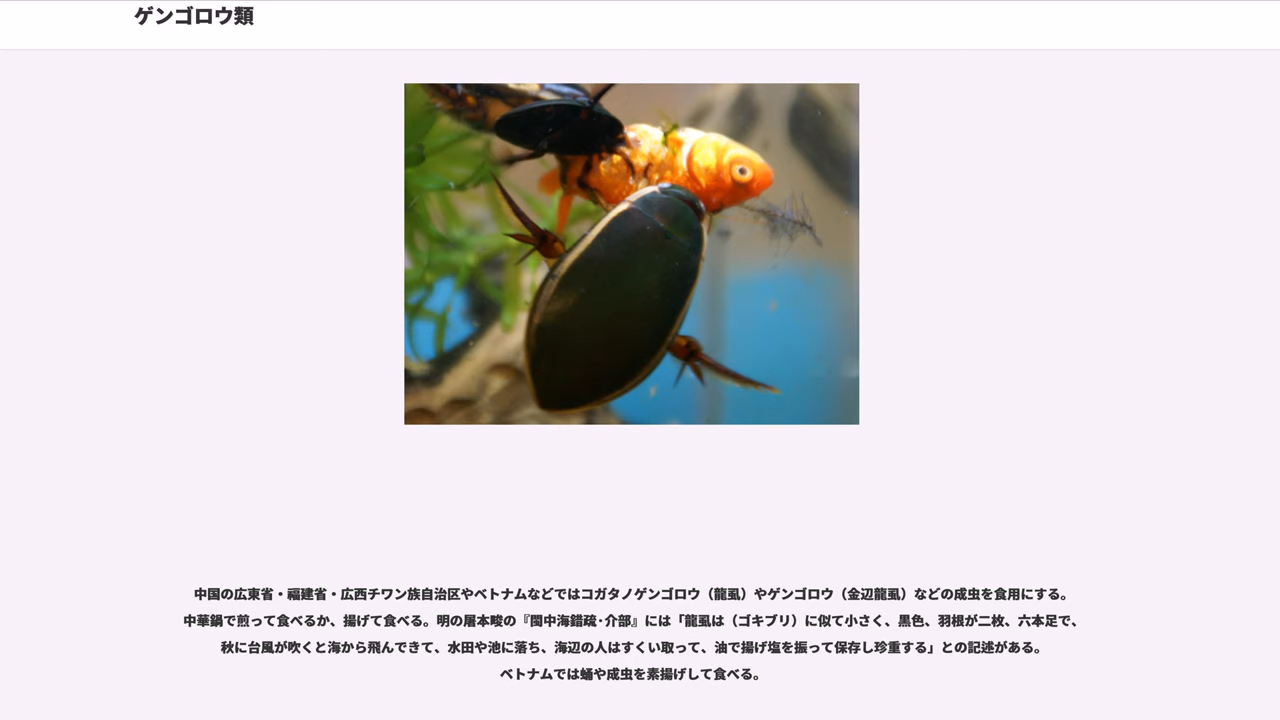 ゲンゴロウ類
中国の広東省・福建省・広西チワン族自治区やベトナムなどではコガタノゲンゴロウ（龍虱）やゲンゴロウ（金辺龍虱）などの成虫を食用にする。
中華鍋で煎って食べるか、揚げて食べる。明の屠本畯の『閩中海錯疏·介部』には「龍虱は（ゴキブリ）に似て小さく、黒色、羽根が二枚、六本足で、
秋に台風が吹くと海から飛んできて、水田や池に落ち、海辺の人はすくい取って、油で揚げ塩を振って保存し珍重する」との記述がある。
ベトナムでは蛹や成虫を素揚げして食べる。